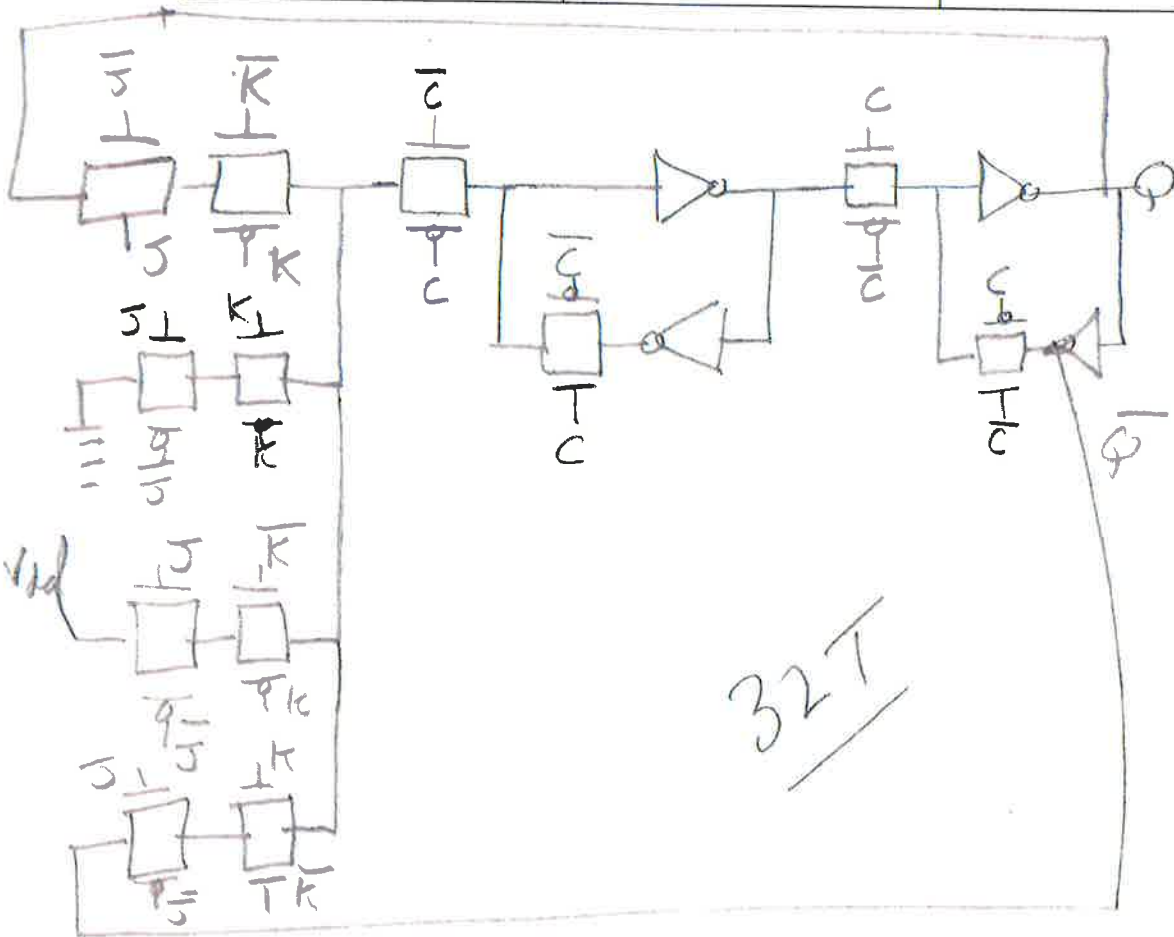 J̅ K̅ C̅ C
J K C C̅
C̅ C
Q
J̅ K
J̅ K̅ C C̅ Q̅
Vdd J K̅
J̅ K
32T
J K
J̅ K̅